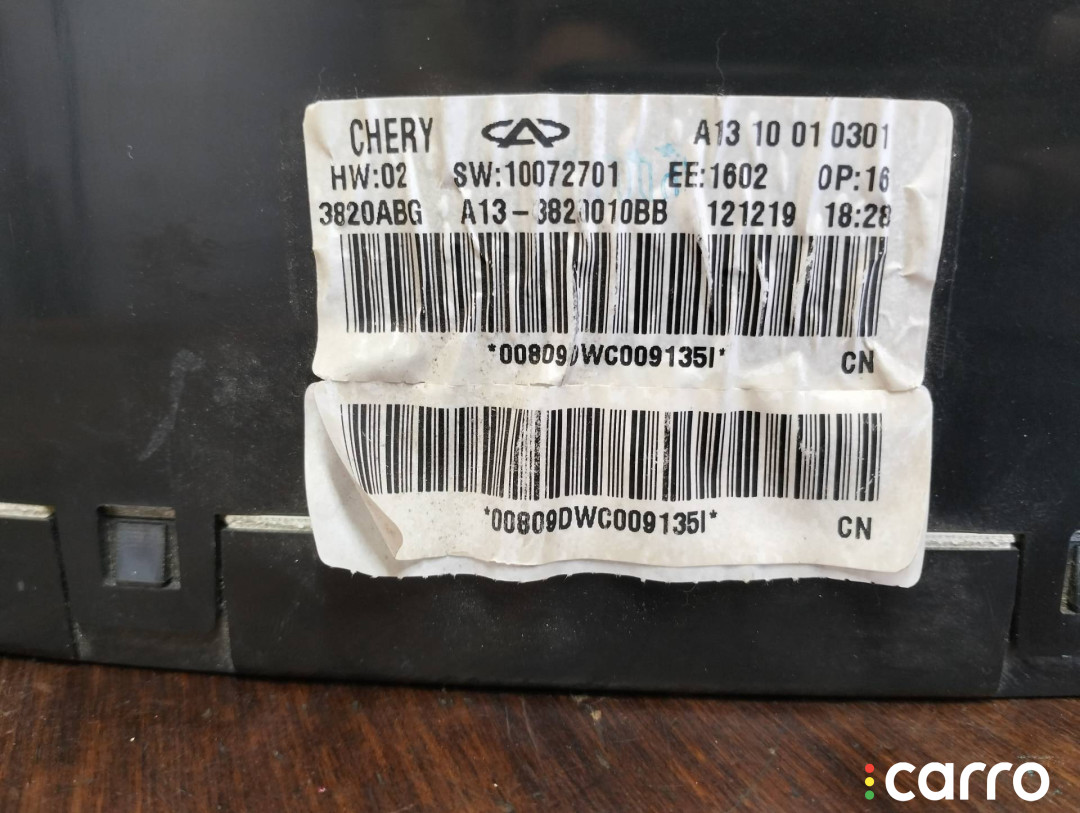 CHERY A13 10 01 0301
HW:02 SW:10072701 EE:1602 OP:16
3820ABG A13-3820010BB 121219 18:28
*00809DWC009135I* CN
*00809DWC009135I* CN
carro